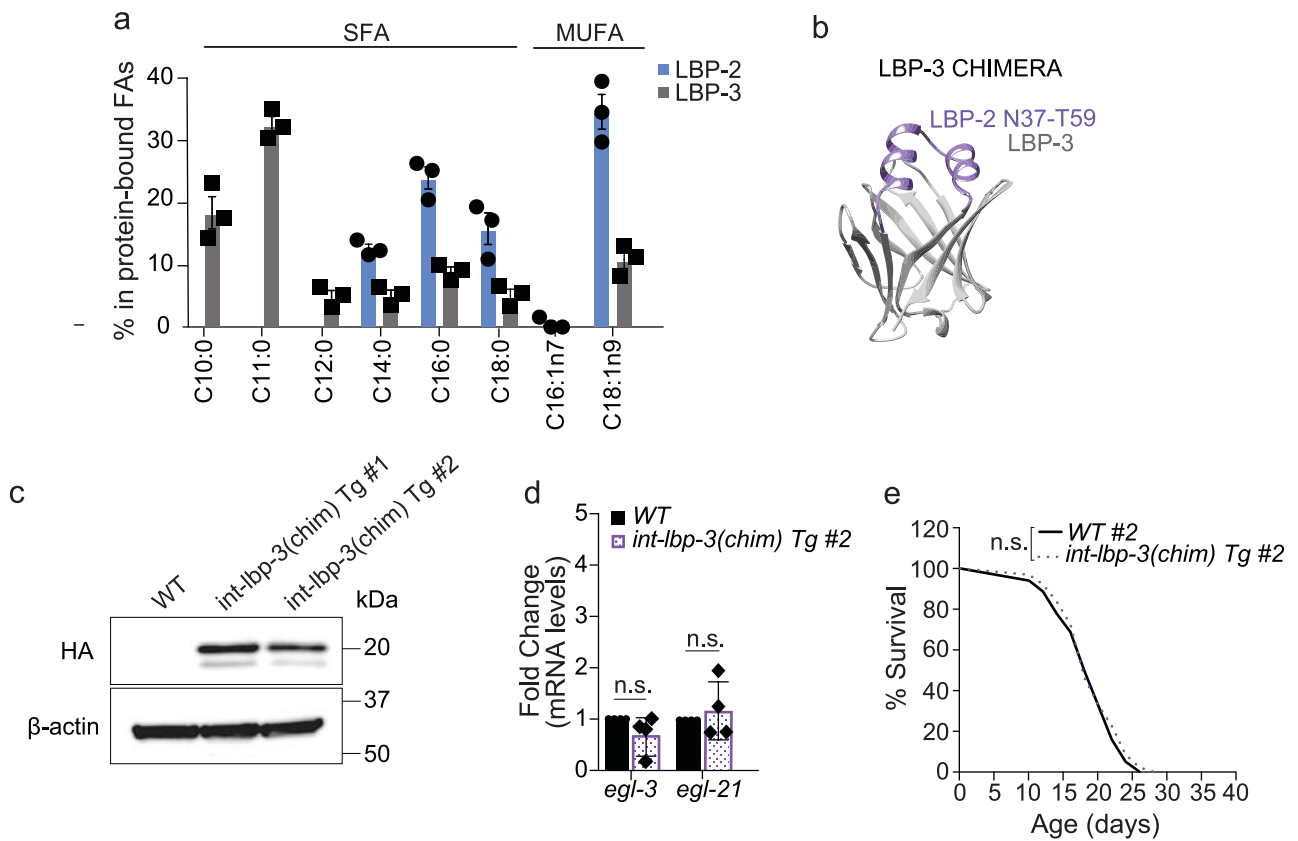 a
SFA
MUFA
% in protein-bound FAs
40
30
20
10
0
–
LBP-2
LBP-3
C10:0
C11:0
C12:0
C14:0
C16:0
C18:0
C16:1n7
C18:1n9
b
LBP-3 CHIMERA
LBP-2 N37-T59
LBP-3
c
WT
int-lbp-3(chim) Tg #1
int-lbp-3(chim) Tg #2
kDa
HA
20
β-actin
37
50
d
Fold Change
(mRNA levels)
5
4
3
2
1
0
WT
int-lbp-3(chim) Tg #2
n.s.
n.s.
egl-3
egl-21
e
% Survival
120
100
80
60
40
20
0
n.s.
WT #2
int-lbp-3(chim) Tg #2
0 5 10 15 20 25 30 35 40
Age (days)